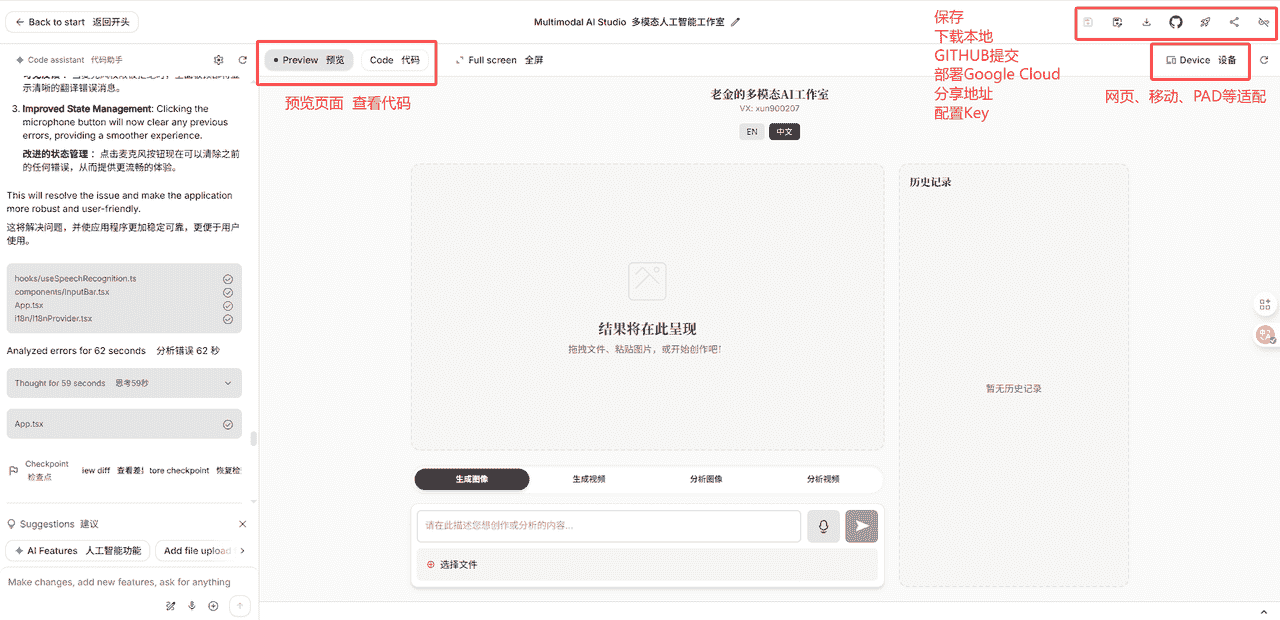 Back to start 返回开头
Multimodal AI Studio 多模态人工智能工作室
保存
下载本地
GITHUB提交
部署Google Cloud
分享地址
配置Key
Code assistant 代码助手
Preview 预览
Code 代码
Full screen 全屏
Device 设备
预览页面 查看代码
网页、移动、PAD等适配
示清晰的翻译错误消息。
3. Improved State Management: Clicking the
microphone button will now clear any previous
errors, providing a smoother experience.
改进的状态管理：点击麦克风按钮现在可以清除之前
的任何错误，从而提供更流畅的体验。
This will resolve the issue and make the application
more robust and user-friendly.
这将解决问题，并使应用程序更加稳定可靠，更便于用户
使用。
hooks/useSpeechRecognition.ts
components/InputBar.tsx
App.tsx
i18n/I18nProvider.tsx
Analyzed errors for 62 seconds 分析错误 62 秒
Thought for 59 seconds 思考59秒
App.tsx
Checkpoint
检查点
iew diff 查看差! tore checkpoint 恢复检
Suggestions 建议
AI Features 人工智能功能
Add file upload
Make changes, add new features, ask for anything
老金的多模态AI工作室
VX: xun900207
EN
中文
结果将在此呈现
拖拽文件、粘贴图片，或开始创作吧!
历史记录
暂无历史记录
生成图像
生成视频
分析图像
分析视频
请在此描述您想创作或分析的内容...
选择文件